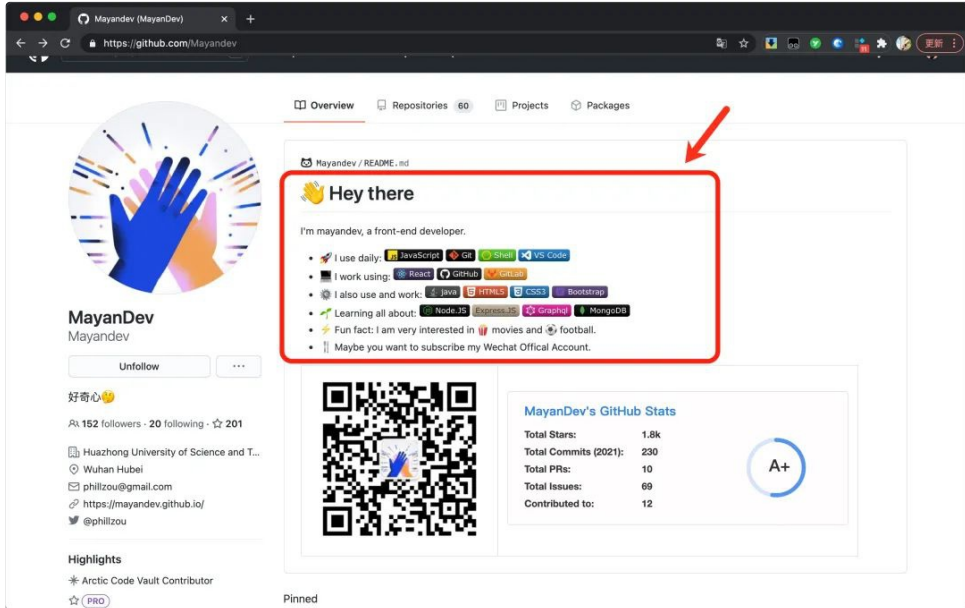 Mayandev (MayanDev)
https://github.com/Mayandev
更新
Overview
Repositories 60
Projects
Packages
Mayandev / README.md
👋 Hey there
I'm mayandev, a front-end developer.
🚀 I use daily: JavaScript Git Shell VS Code
💻 I work using: React GitHub GitLab
⚙️ I also use and work: java HTML5 CSS3 Bootstrap
🌱 Learning all about: Node.JS Express.JS Graphql MongoDB
⚡ Fun fact: I am very interested in 🍿 movies and ⚽ football.
🍴 Maybe you want to subscribe my Wechat Offical Account.
MayanDev
Mayandev
Unfollow
...
好奇心🤔
152 followers · 20 following · 201
Huazhong University of Science and T...
Wuhan Hubei
phillzou@gmail.com
https://mayandev.github.io/
@phillzou
Highlights
Arctic Code Vault Contributor
PRO
MayanDev's GitHub Stats
Total Stars: 1.8k
Total Commits (2021): 230
Total PRs: 10
Total Issues: 69
Contributed to: 12
A+
Pinned